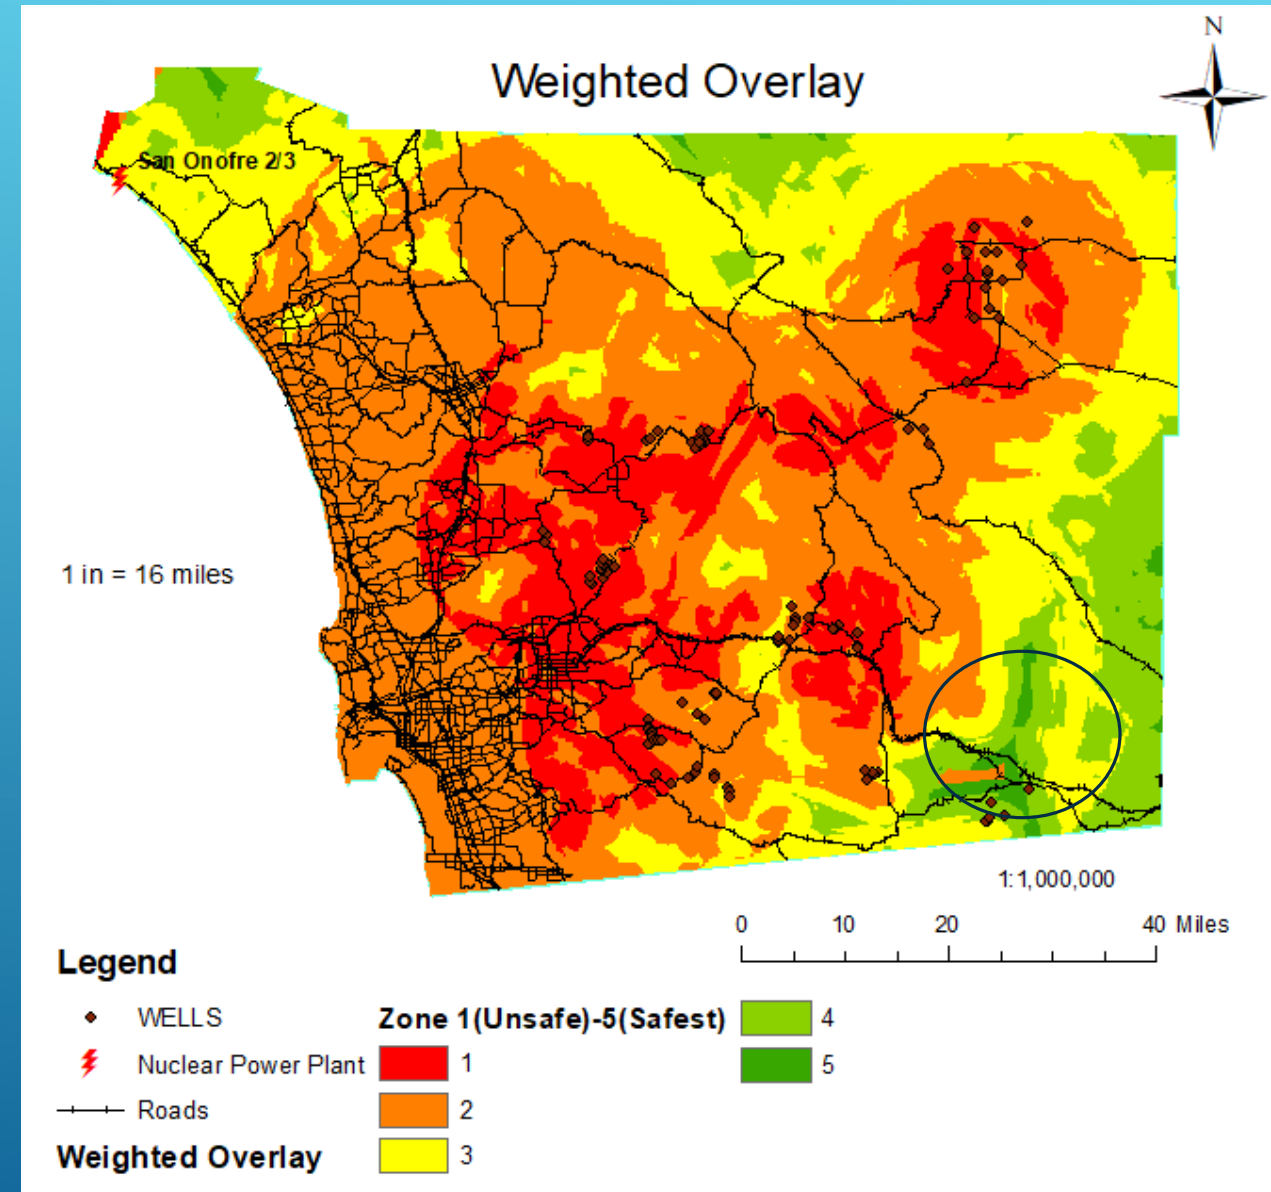 N
Weighted Overlay
San Onofre 2/3
1 in = 16 miles
1:1,000,000
0 10 20 40 Miles
Legend
WELLS
Nuclear Power Plant
Roads
Weighted Overlay
Zone 1(Unsafe)-5(Safest)
1
2
3
4
5